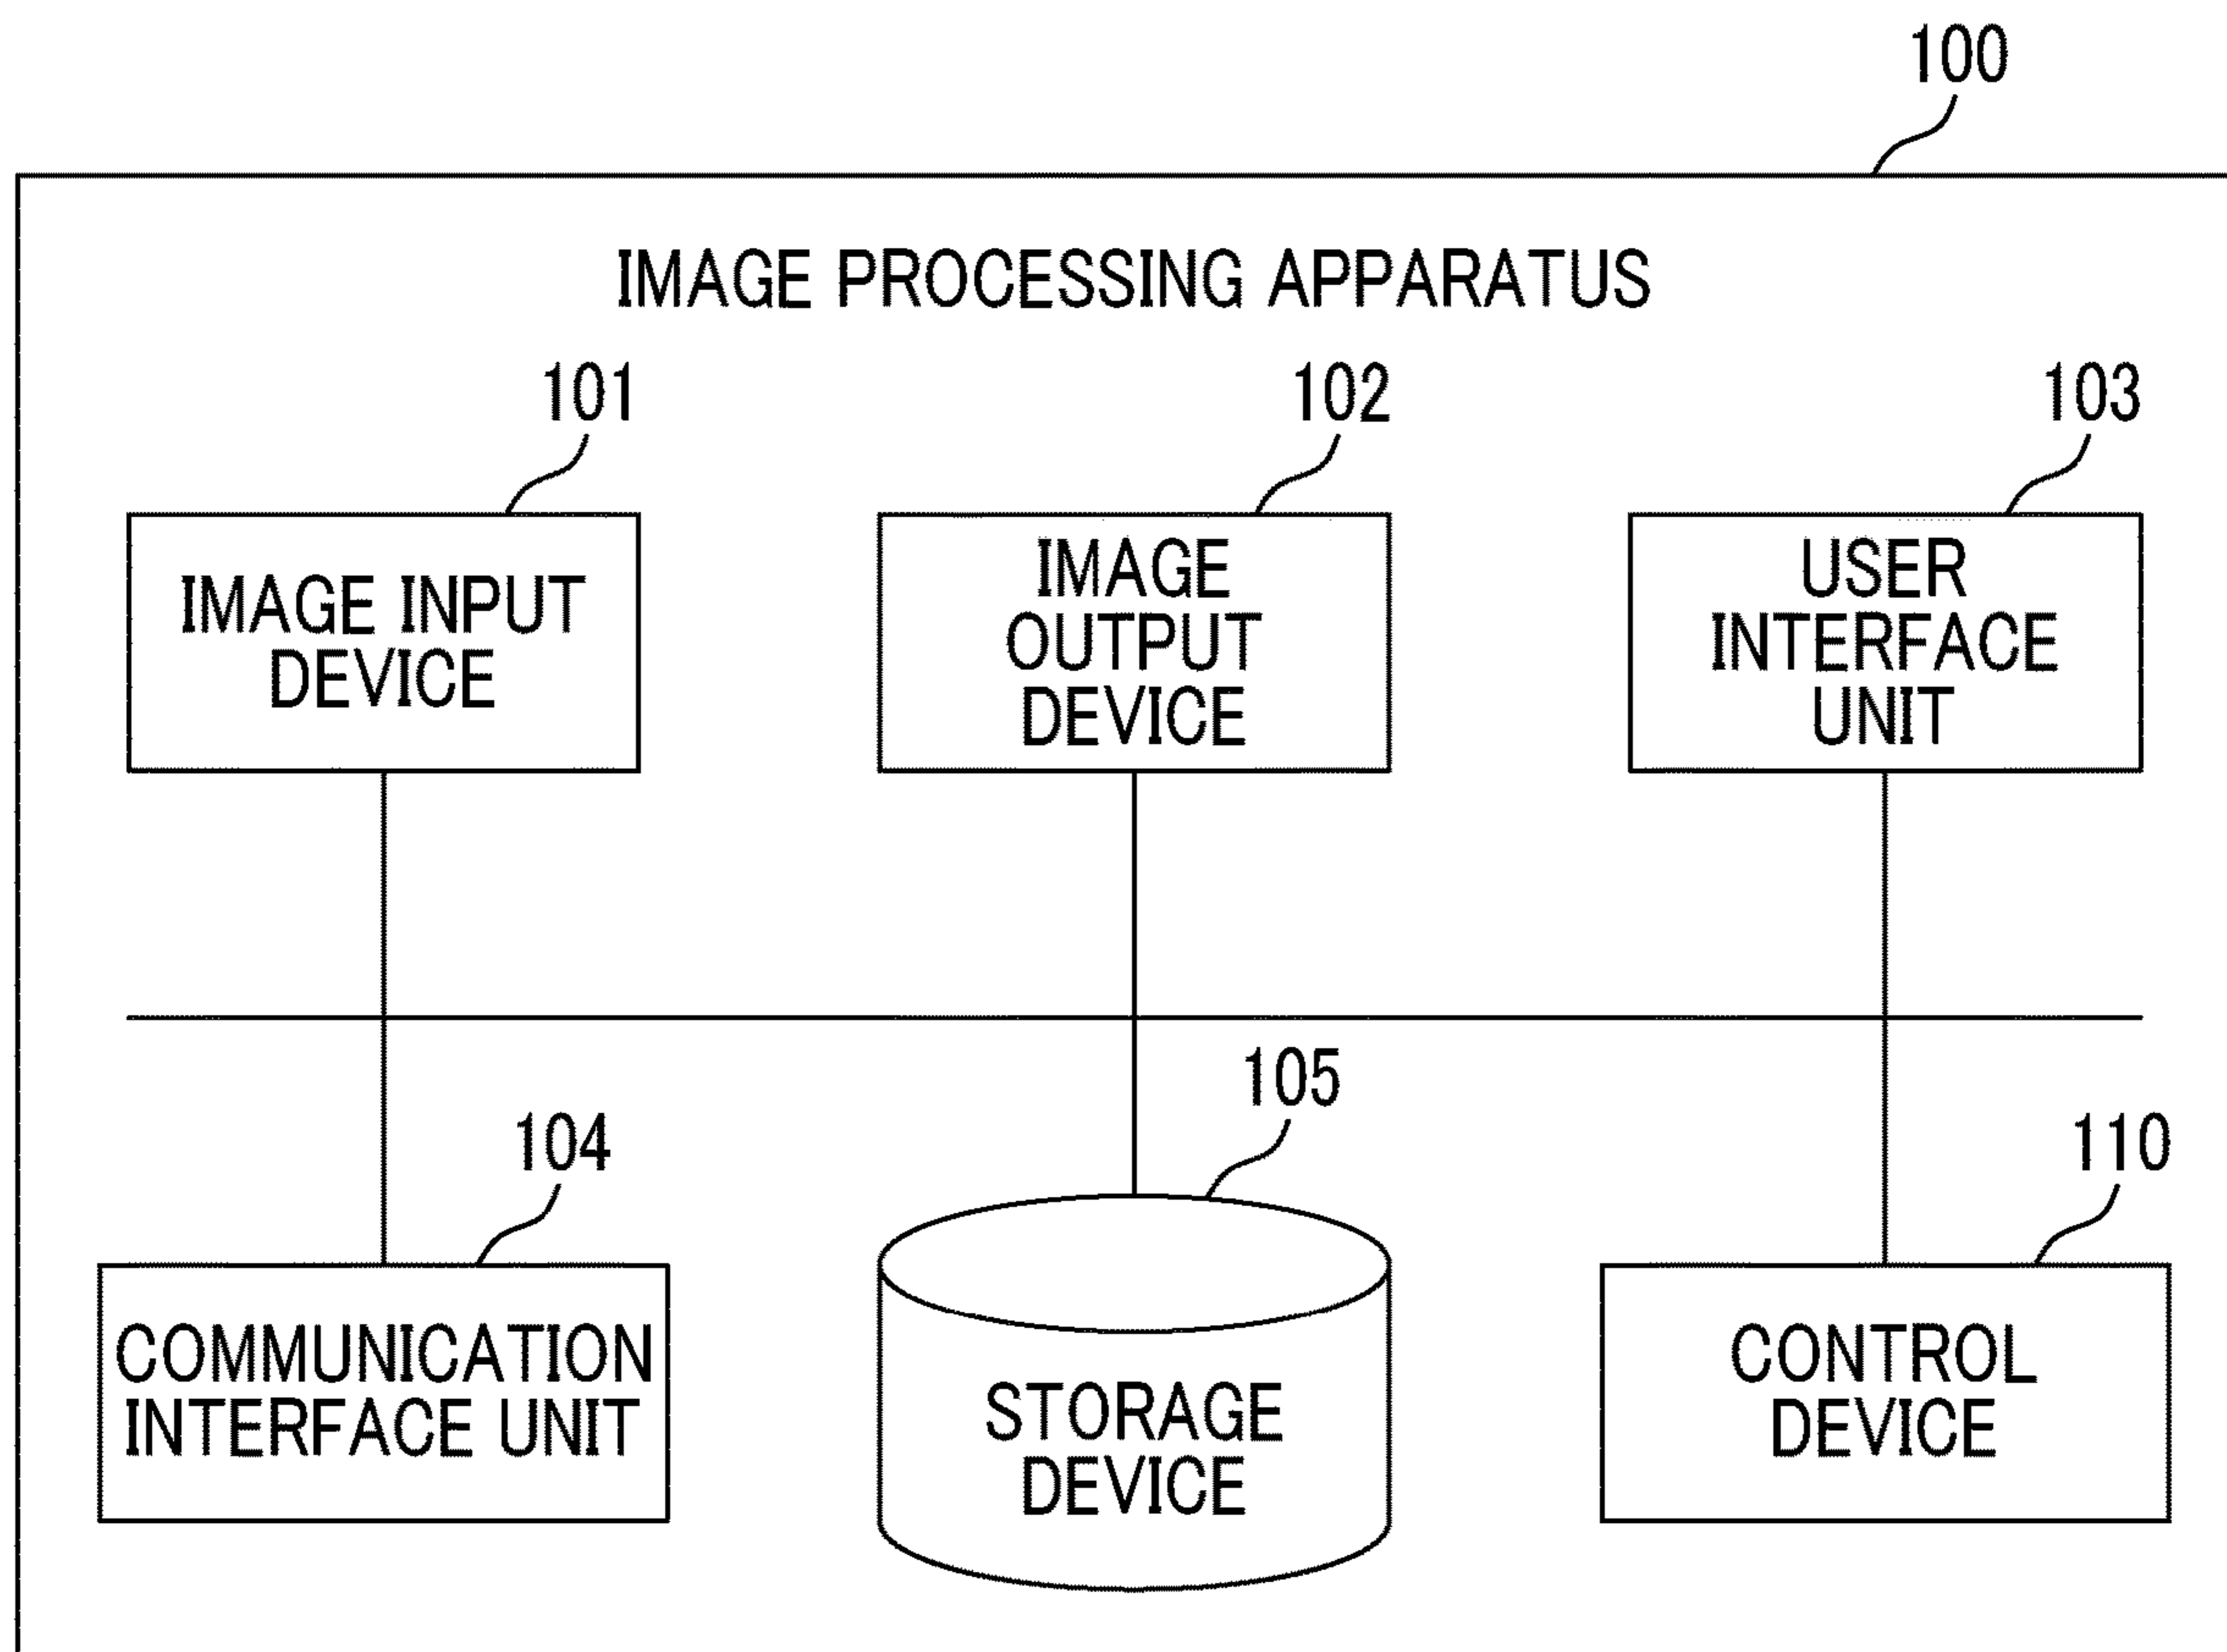 100
IMAGE PROCESSING APPARATUS
101
102
103
IMAGE INPUT
DEVICE
IMAGE
OUTPUT
DEVICE
USER
INTERFACE
UNIT
104
105
110
COMMUNICATION
INTERFACE UNIT
STORAGE
DEVICE
CONTROL
DEVICE